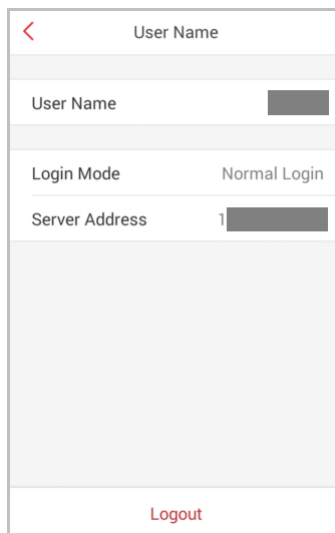 User Name
User Name
Login Mode Normal Login
Server Address 1
Logout